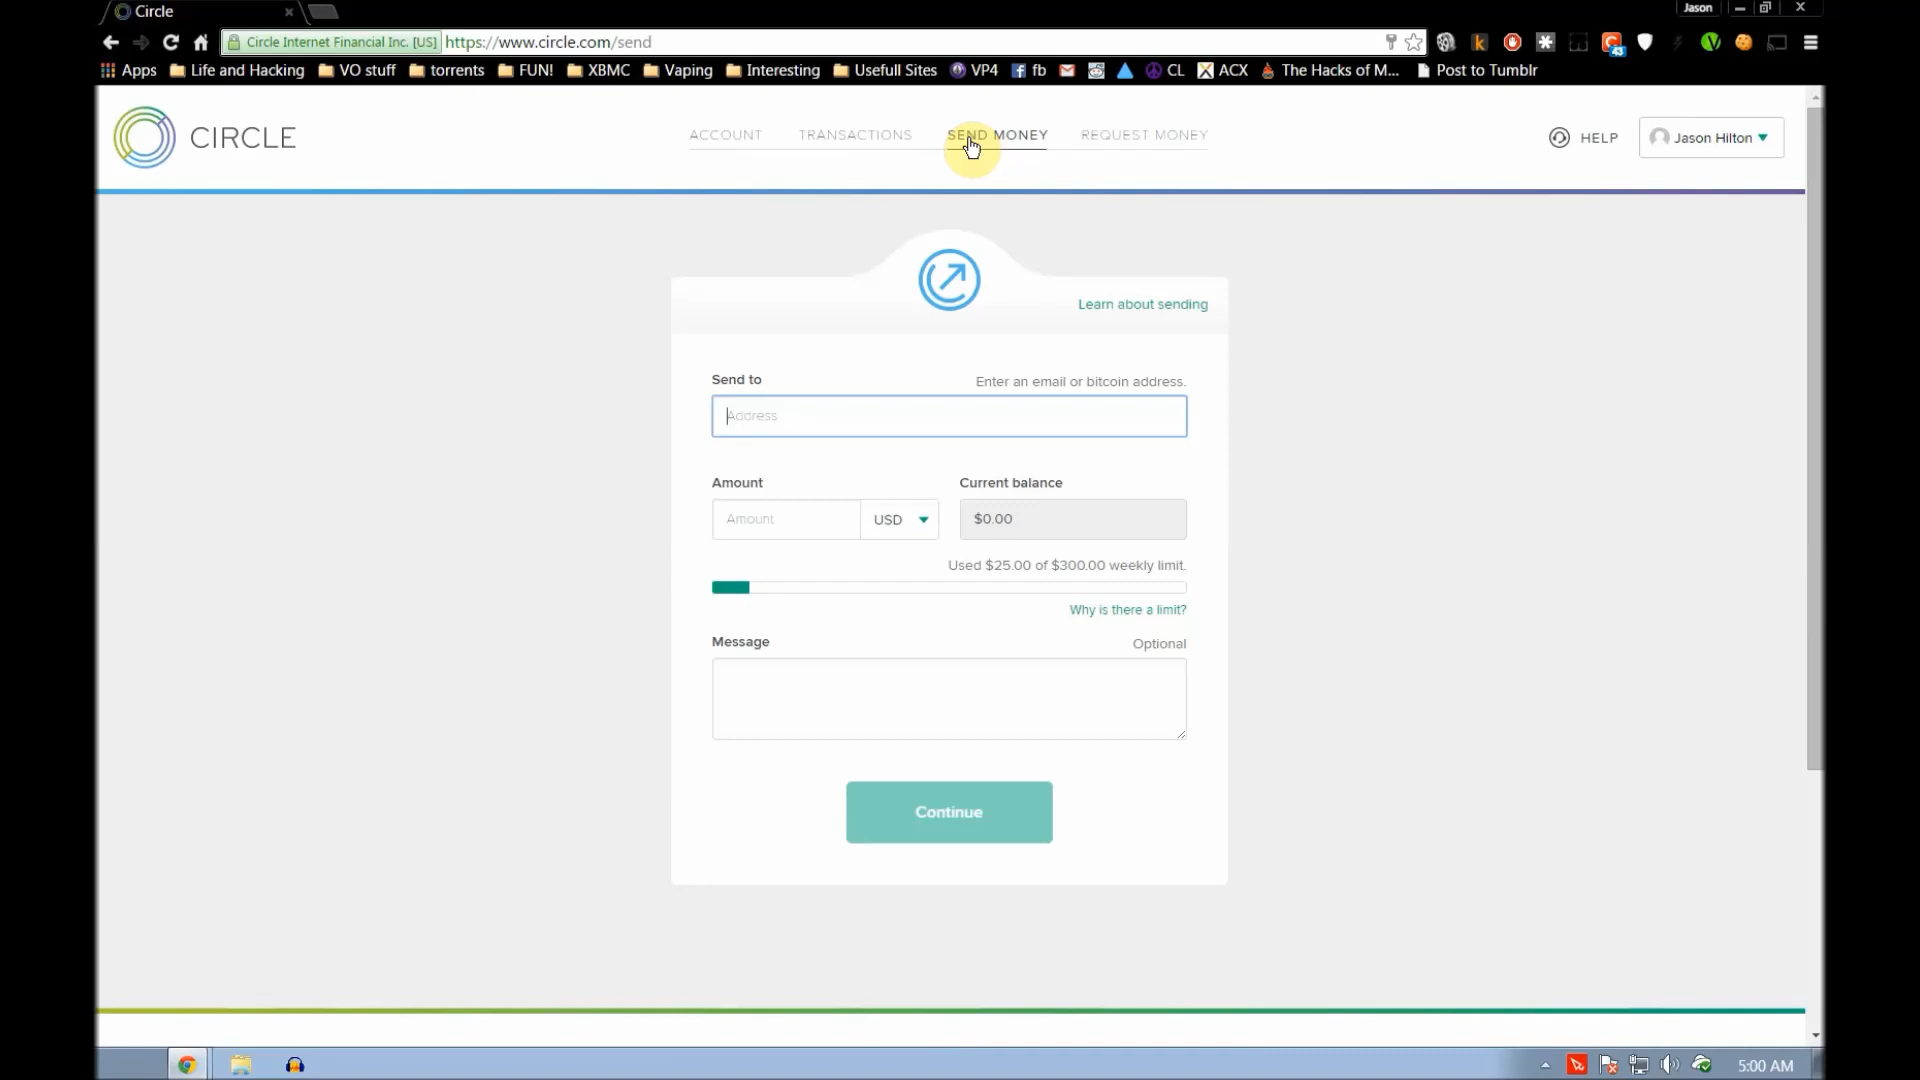 Circle
Jason
Circle Internet Financial Inc. [US] https://www.circle.com/send
43
Apps Life and Hacking VO stuff torrents FUN! XBMC Vaping Interesting Usefull Sites VP4 fb CL ACX The Hacks of M... Post to Tumblr
CIRCLE
ACCOUNT TRANSACTIONS SEND MONEY REQUEST MONEY
HELP
Jason Hilton
Learn about sending
Send to Enter an email or bitcoin address.
Address
Amount Current balance
Amount USD $0.00
Used $25.00 of $300.00 weekly limit.
Why is there a limit?
Message Optional
Continue
5:00 AM